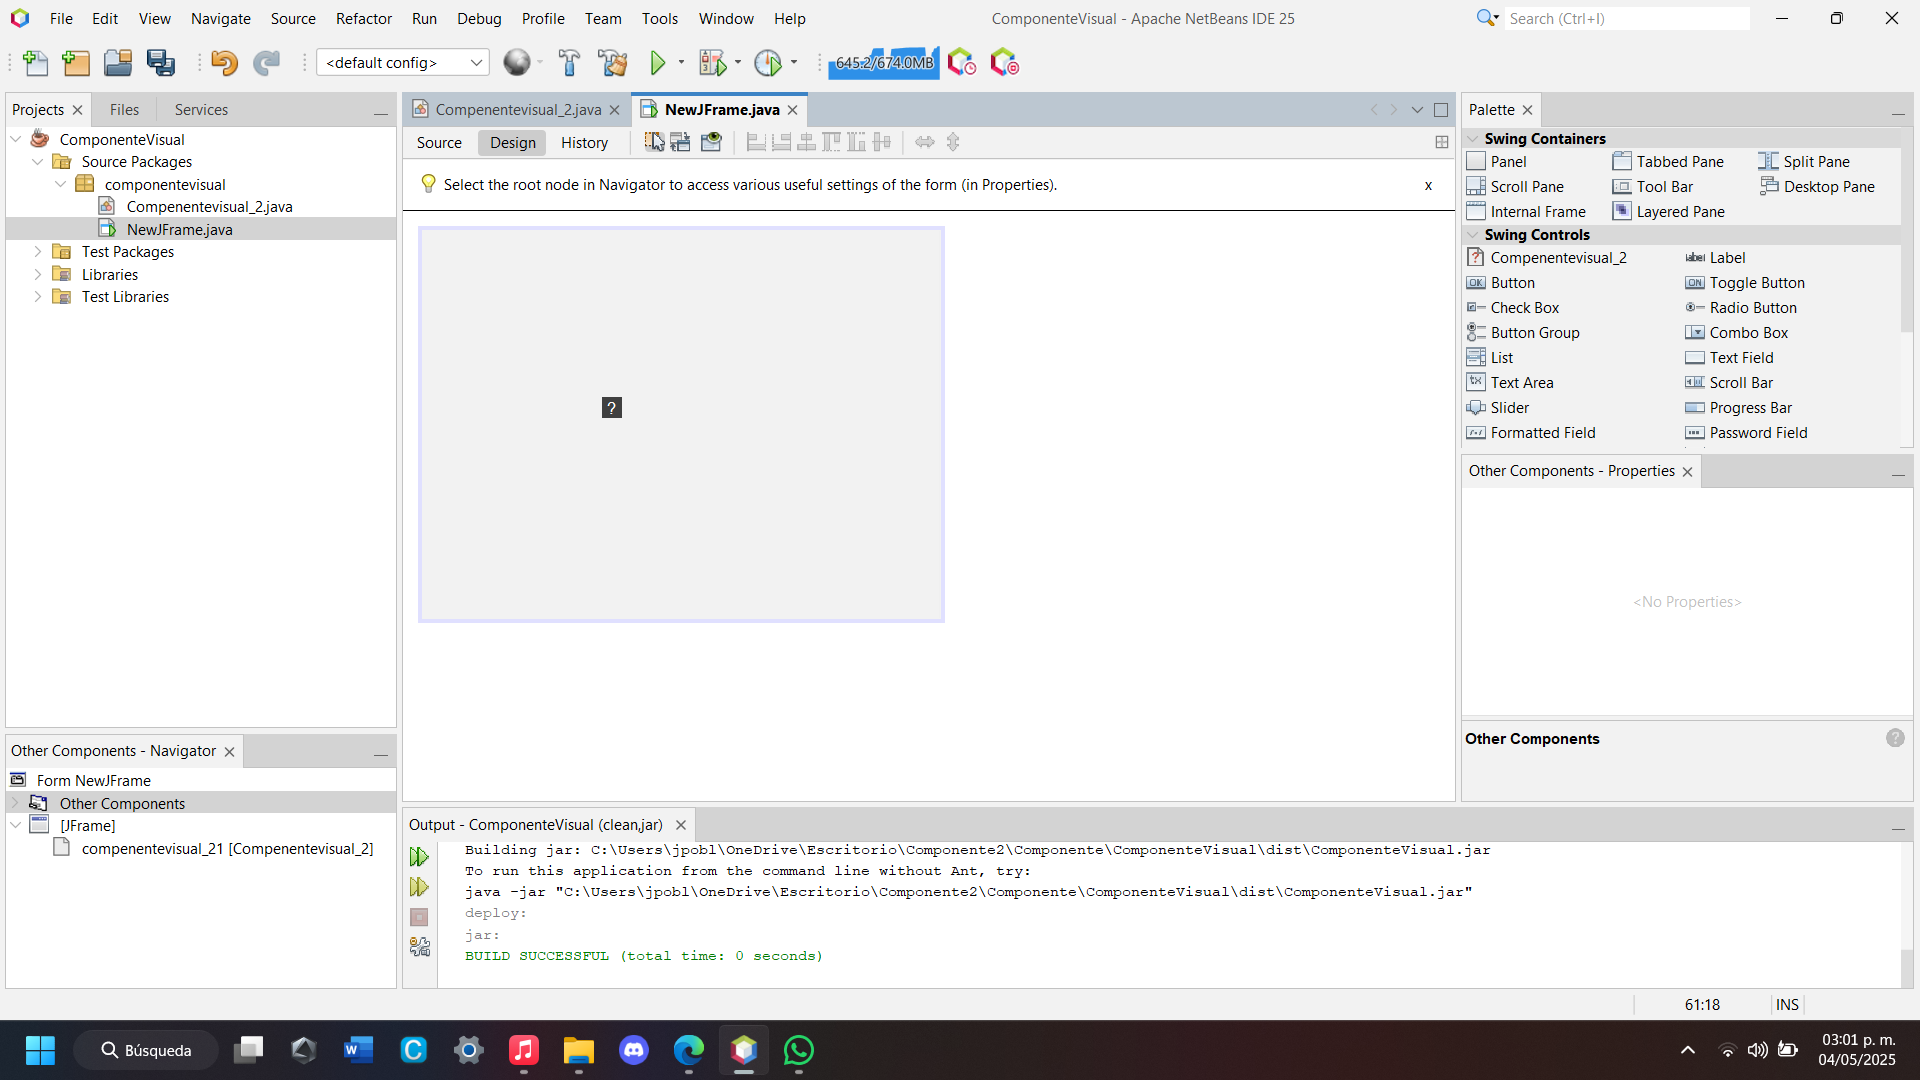 File Edit View Navigate Source Refactor Run Debug Profile Team Tools Window Help
ComponenteVisual - Apache NetBeans IDE 25
Search (Ctrl+I)
<default config>
645.2/674.0MB
Projects Files Services
ComponenteVisual
Source Packages
componentevisual
Compenentevisual_2.java
NewJFrame.java
Test Packages
Libraries
Test Libraries
Compenentevisual_2.java NewJFrame.java
Source Design History
Select the root node in Navigator to access various useful settings of the form (in Properties).
x
?
Palette
Swing Containers
Panel Tabbed Pane Split Pane
Scroll Pane Tool Bar Desktop Pane
Internal Frame Layered Pane
Swing Controls
Compenentevisual_2 label Label
OK Button ON Toggle Button
Check Box Radio Button
Button Group Combo Box
List Text Field
Text Area Scroll Bar
Slider Progress Bar
Formatted Field Password Field
Other Components - Properties
<No Properties>
Other Components
?
Other Components - Navigator
Form NewJFrame
Other Components
[JFrame]
compenentevisual_21 [Compenentevisual_2]
Output - ComponenteVisual (clean,jar)
Building jar: C:\Users\jpobl\OneDrive\Escritorio\Componente2\Componente\ComponenteVisual\dist\ComponenteVisual.jar
To run this application from the command line without Ant, try:
java -jar "C:\Users\jpobl\OneDrive\Escritorio\Componente2\Componente\ComponenteVisual\dist\ComponenteVisual.jar"
deploy:
jar:
BUILD SUCCESSFUL (total time: 0 seconds)
61:18 INS
Búsqueda
03:01 p. m.
04/05/2025